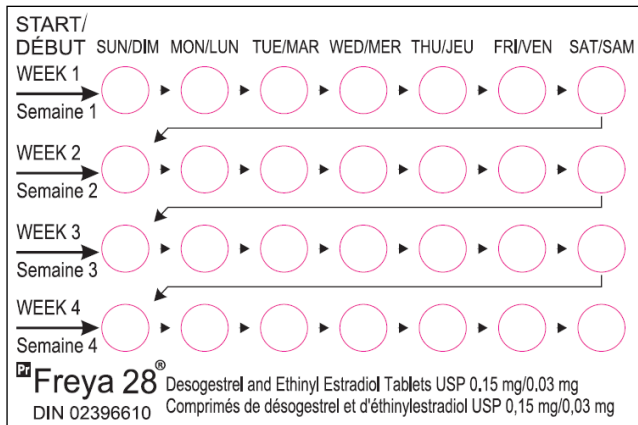 START/
DÉBUT SUN/DIM MON/LUN TUE/MAR WED/MER THU/JEU FRI/VEN SAT/SAM
WEEK 1
Semaine 1
WEEK 2
Semaine 2
WEEK 3
Semaine 3
WEEK 4
Semaine 4
Pr Freya 28® Desogestrel and Ethinyl Estradiol Tablets USP 0.15 mg/0.03 mg
DIN 02396610 Comprimés de désogestrel et d'éthinylestradiol USP 0,15 mg/0,03 mg